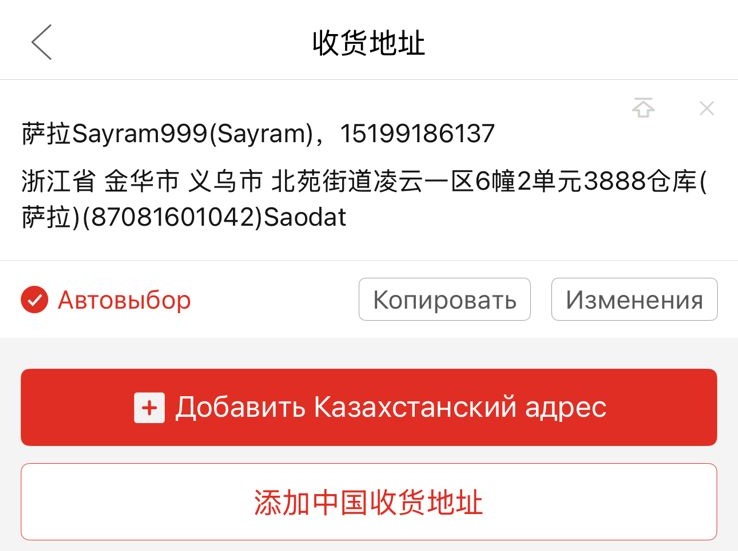 收货地址
萨拉Sayram999(Sayram)，15199186137
浙江省 金华市 义乌市 北苑街道凌云一区6幢2单元3888仓库(
萨拉)(87081601042)Saodat
Автовыбор
Копировать
Изменения
Добавить Казахстанский адрес
添加中国收货地址